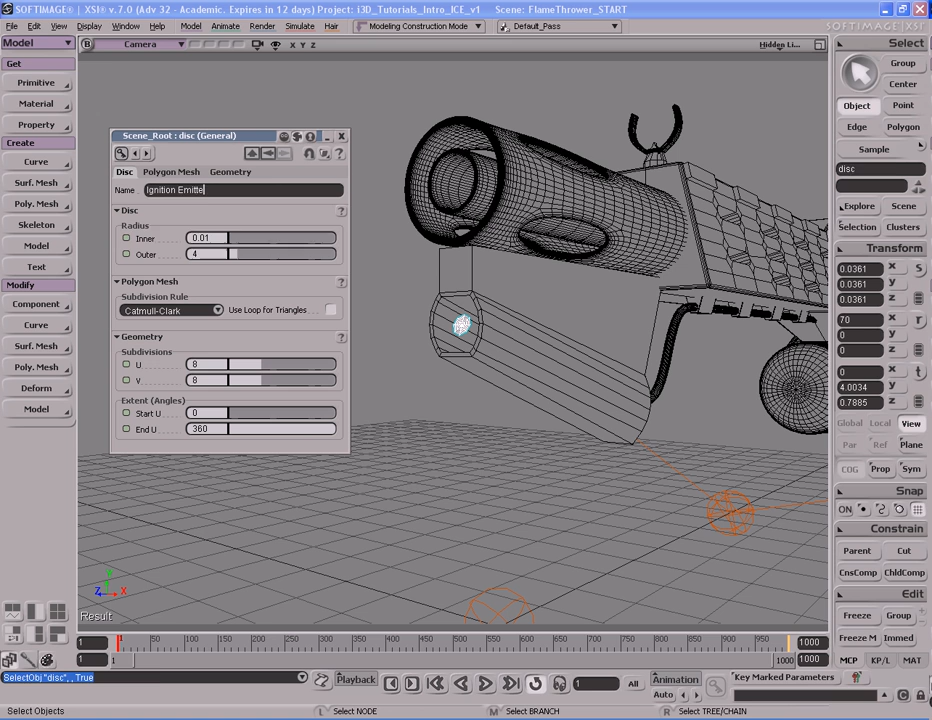 SOFTIMAGE® | XSI® v.7.0 (Adv 32 - Academic. Expires in 12 days) Project: i3D_Tutorials_Intro_ICE_v1 Scene: FlameThrower_START
File Edit View Display Window Help Model Animate Render Simulate Hair Modeling Construction Mode Default_Pass SOFTIMAGE® | XSI®
Model
B Camera X Y Z Hidden Li...
Select
Get
Primitive
Material
Property
Create
Curve
Surf. Mesh
Poly. Mesh
Skeleton
Model
Text
Modify
Component
Curve
Surf. Mesh
Poly. Mesh
Deform
Model
Scene_Root : disc (General)
Disc Polygon Mesh Geometry
Name Ignition Emitte
Disc
Radius
Inner 0.01
Outer 4
Polygon Mesh
Subdivision Rule
Catmull-Clark Use Loop for Triangles
Geometry
Subdivisions
U 8
V 8
Extent (Angles)
Start U 0
End U 360
Group
Center
Object Point
Edge Polygon
Sample
disc
Explore Scene
Selection Clusters
Transform
0.0361 x s
0.0361 y
0.0361 z
70 x r
0 y
0 z
0 x t
4.0034 y
0.7885 z
Global Local View
Par Ref Plane
COG Prop Sym
Snap
ON
Constrain
Parent Cut
CnsComp ChldComp
Edit
Freeze Group
Freeze M Immed
MCP KP/L MAT
Y
Z X
Result
1 1 50 100 150 200 250 300 350 400 450 500 550 600 650 700 750 800 850 900 950 1000
1 1 1000 1000
SelectObj "disc", , True
Playback 1 All
Animation
Auto
Key Marked Parameters
Select Objects L Select NODE M Select BRANCH R Select TREE/CHAIN